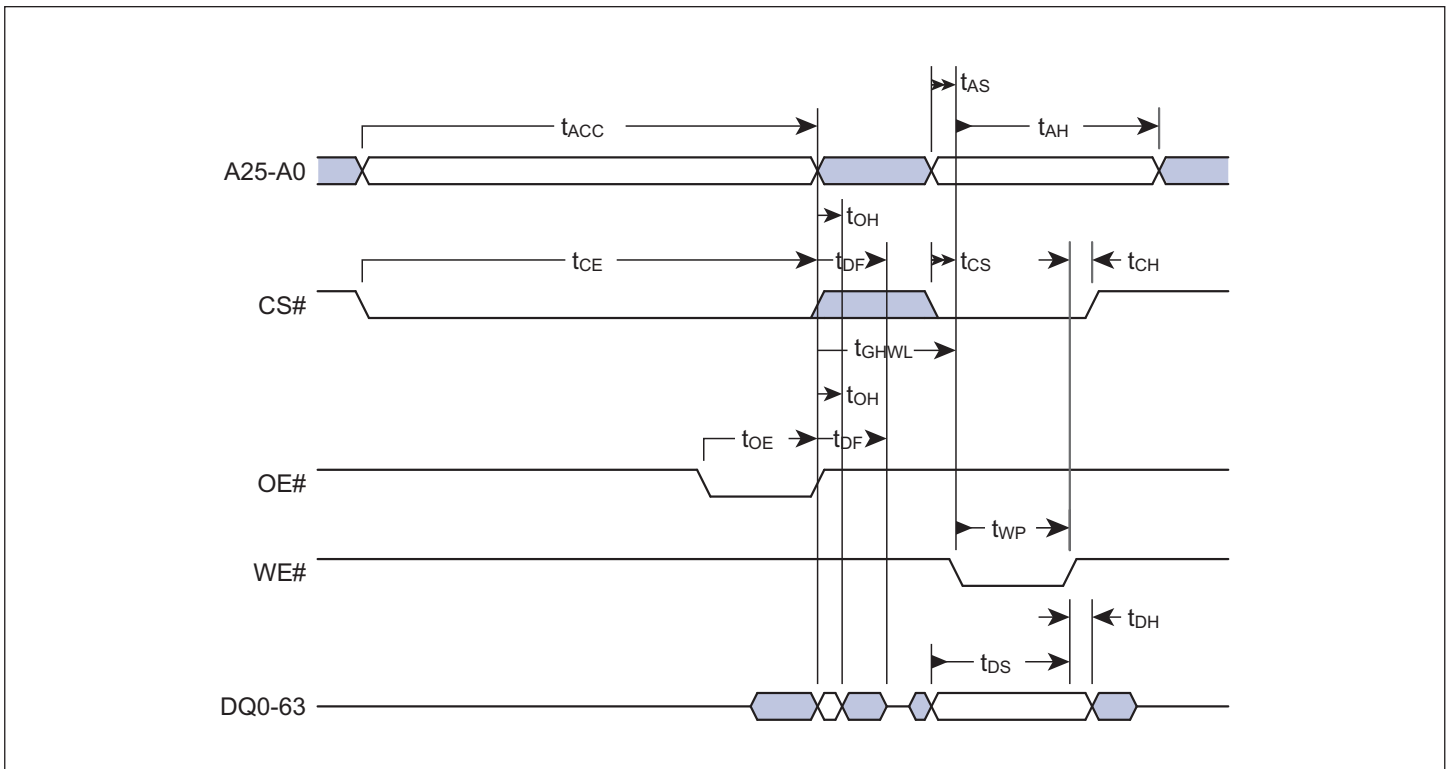 tAS
tACC tAH
A25-A0
tOH
tCE tDF tCS tCH
CS#
tGHWL
tOH
tOE tDF
OE#
tWP
WE#
tDH
tDS
DQ0-63